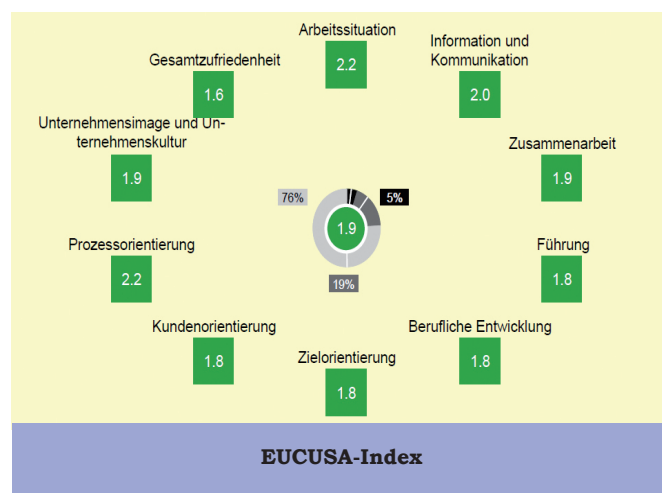 Arbeitssituation
2.2
Information und
Kommunikation
2.0
Gesamtzufriedenheit
1.6
Unternehmensimage und Un-
ternehmenskultur
1.9
Zusammenarbeit
1.9
76%
5%
1.9
19%
Prozessorientierung
2.2
Führung
1.8
Kundenorientierung
1.8
Berufliche Entwicklung
1.8
Zielorientierung
1.8
EUCUSA-Index